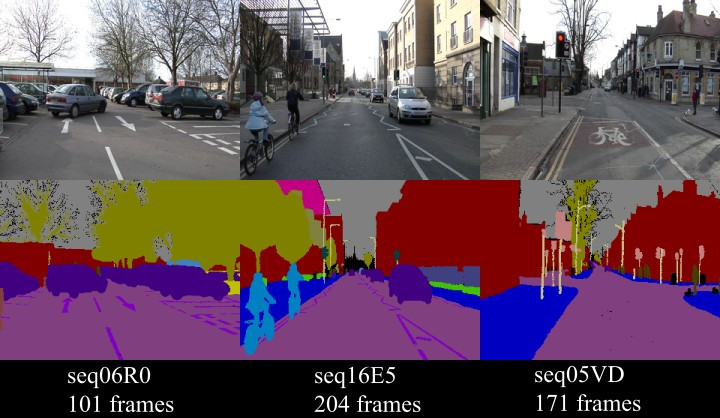 seq06R0
101 frames
seq16E5
204 frames
seq05VD
171 frames